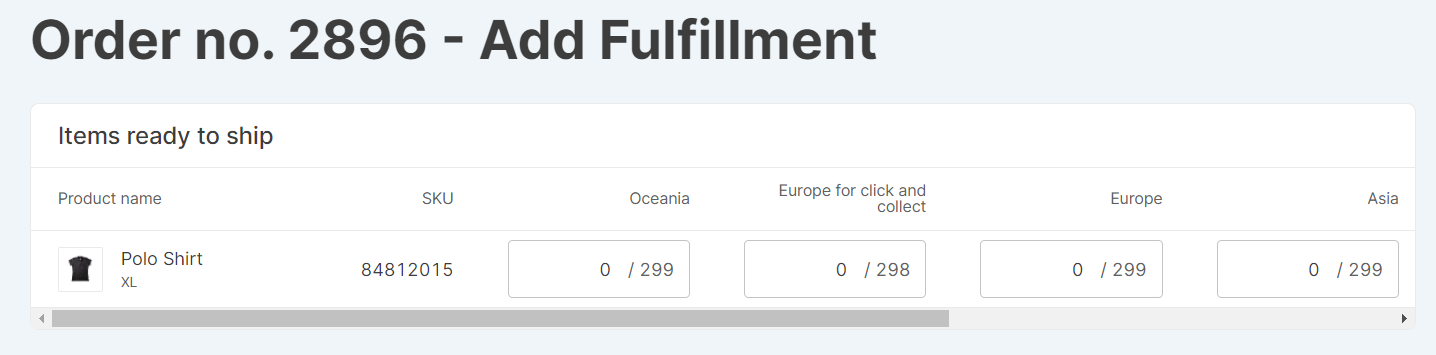 Order no. 2896 - Add Fulfillment
Items ready to ship
Product name SKU Oceania Europe for click and collect Europe Asia
Polo Shirt 84812015 0 / 299 0 / 298 0 / 299 0 / 299
XL